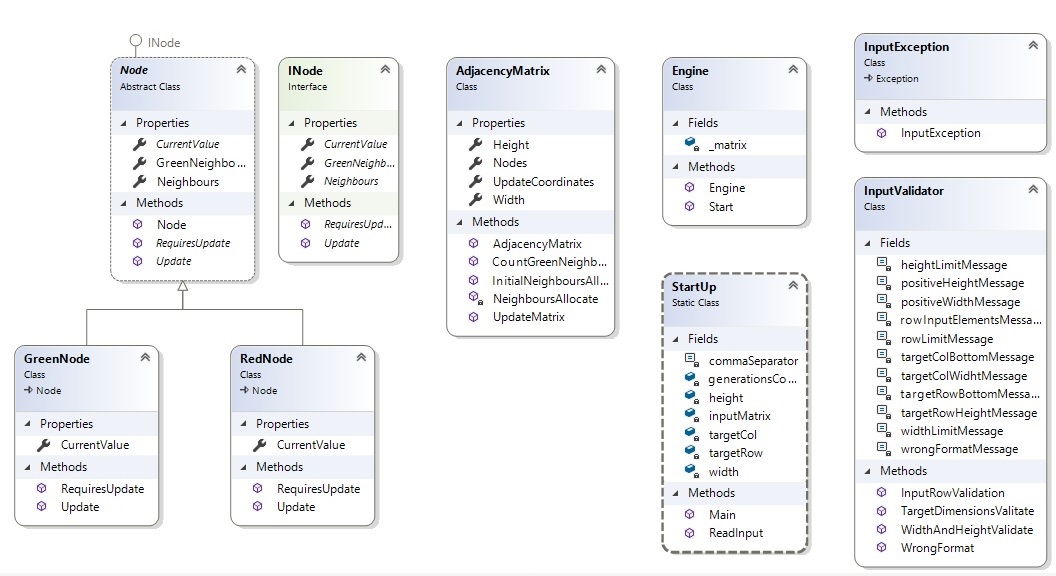 INode
Node
Abstract Class
Properties
CurrentValue
GreenNeighbo...
Neighbours
Methods
Node
RequiresUpdate
Update
INode
Interface
Properties
CurrentValue
GreenNeighb...
Neighbours
Methods
RequiresUpd...
Update
AdjacencyMatrix
Class
Properties
Height
Nodes
UpdateCoordinates
Width
Methods
AdjacencyMatrix
CountGreenNeighb...
InitialNeighboursAll...
NeighboursAllocate
UpdateMatrix
Engine
Class
Fields
_matrix
Methods
Engine
Start
InputException
Class
Exception
Methods
InputException
GreenNode
Class
Node
Properties
CurrentValue
Methods
RequiresUpdate
Update
RedNode
Class
Node
Properties
CurrentValue
Methods
RequiresUpdate
Update
StartUp
Static Class
Fields
commaSeparator
generationsCo...
height
inputMatrix
targetCol
targetRow
width
Methods
Main
ReadInput
InputValidator
Class
Fields
heightLimitMessage
positiveHeightMessage
positiveWidthMessage
rowInputElementsMessa...
rowLimitMessage
targetColBottomMessage
targetColWidhtMessage
targetRowBottomMessa...
targetRowHeightMessage
widthLimitMessage
wrongFormatMessage
Methods
InputRowValidation
TargetDimensionsValitate
WidthAndHeightValidate
WrongFormat